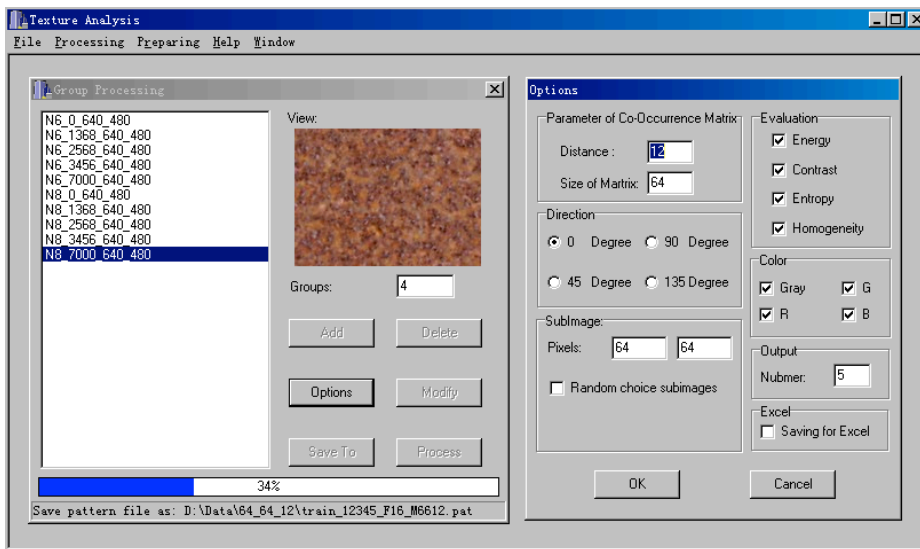 Texture Analysis
File Processing Preparing Help Window
Group Processing
N6_0_640_480
N6_1368_640_480
N6_2568_640_480
N6_3456_640_480
N6_7000_640_480
N8_0_640_480
N8_1368_640_480
N8_2568_640_480
N8_3456_640_480
N8_7000_640_480
View:
Groups: 4
Add Delete
Options Modify
Save To Process
34%
Save pattern file as: D:\Data\64_64_12\train_12345_F16_M6612.pat
Options
Parameter of Co-Occurrence Matrix
Distance : 12
Size of Martrix: 64
Direction
0 Degree 90 Degree
45 Degree 135 Degree
SubImage:
Pixels: 64 64
Random choice subimages
Evaluation
Energy
Contrast
Entropy
Homogeneity
Color
Gray G
R B
Output
Nubmer: 5
Excel
Saving for Excel
OK Cancel